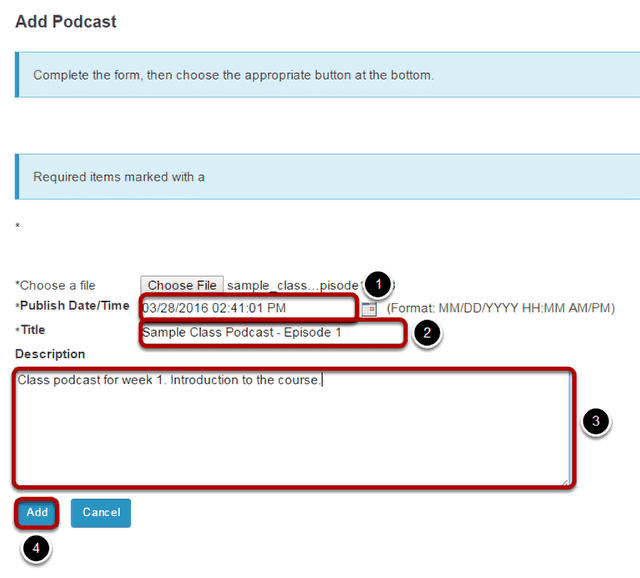 Add Podcast
Complete the form, then choose the appropriate button at the bottom.
Required items marked with a
*
*Choose a file Choose File sample_class...pisode1 3 1
*Publish Date/Time 03/28/2016 02:41:01 PM (Format: MM/DD/YYYY HH:MM AM/PM)
*Title Sample Class Podcast - Episode 1 2
Description
Class podcast for week 1. Introduction to the course.
3
Add Cancel
4